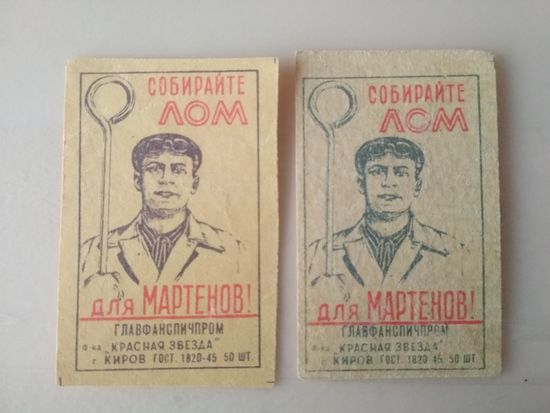 СОБИРАЙТЕ
ЛОМ
для МАРТЕНОВ!
ГЛАВФАНСПИЧПРОМ
Ф-ка „КРАСНАЯ ЗВЕЗДА"
г. КИРОВ ГОСТ. 1820-45 50 ШТ.
СОБИРАЙТЕ
ЛОМ
для МАРТЕНОВ!
ГЛАВФАНСПИЧПРОМ
Ф-ка „КРАСНАЯ ЗВЕЗДА"
г. КИРОВ ГОСТ. 1820-45 50 ШТ